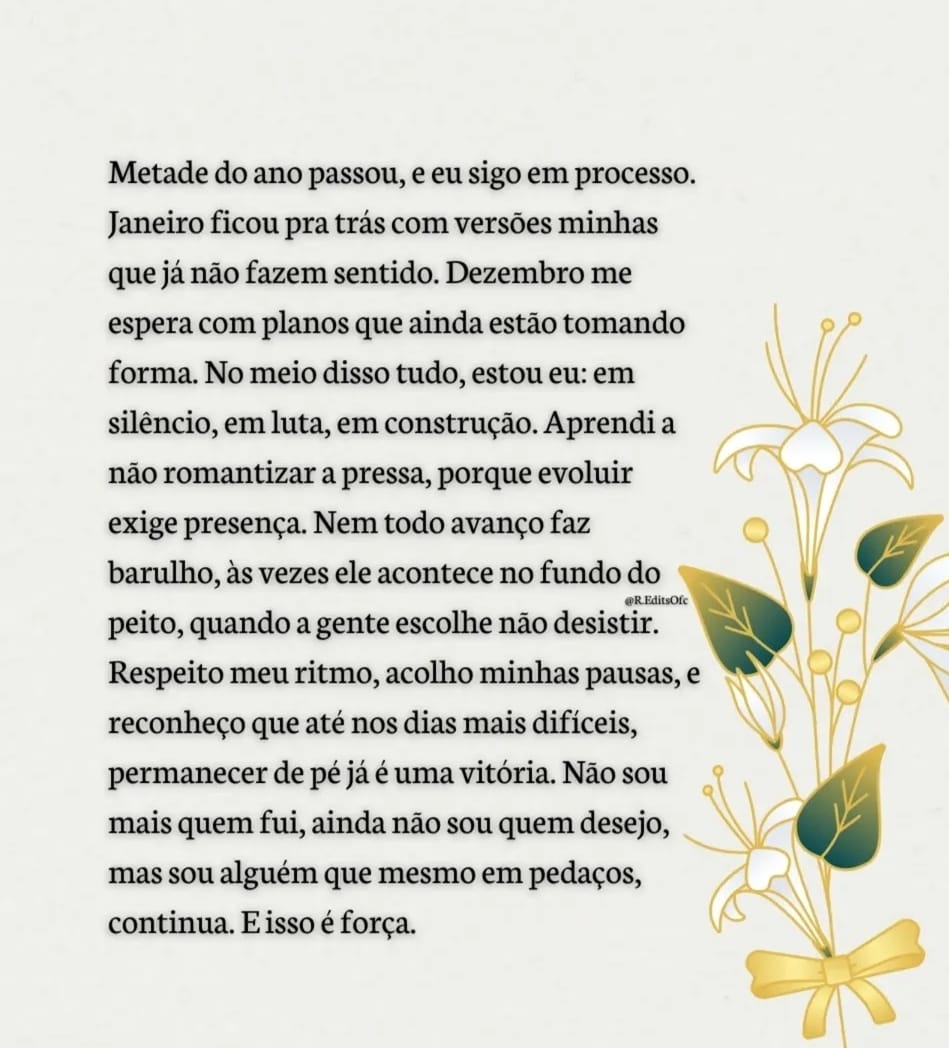 Metade do ano passou, e eu sigo em processo.
Janeiro ficou pra trás com versões minhas
que já não fazem sentido. Dezembro me
espera com planos que ainda estão tomando
forma. No meio disso tudo, estou eu: em
silêncio, em luta, em construção. Aprendi a
não romantizar a pressa, porque evoluir
exige presença. Nem todo avanço faz
barulho, às vezes ele acontece no fundo do
@R.EditsOfc
peito, quando a gente escolhe não desistir.
Respeito meu ritmo, acolho minhas pausas, e
reconheço que até nos dias mais difíceis,
permanecer de pé já é uma vitória. Não sou
mais quem fui, ainda não sou quem desejo,
mas sou alguém que mesmo em pedaços,
continua. E isso é força.